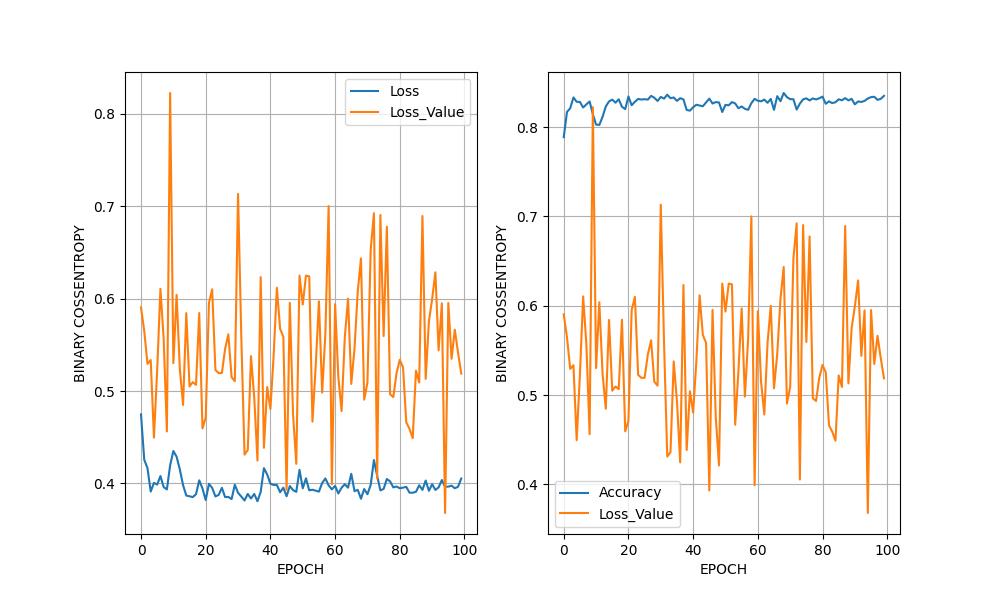 Loss
Loss_Value
0.8
0.7
0.6
0.5
0.4
BINARY COSSENTROPY
0
20
40
60
80
100
EPOCH
Accuracy
Loss_Value
0.8
0.7
0.6
0.5
0.4
BINARY COSSENTROPY
0
20
40
60
80
100
EPOCH